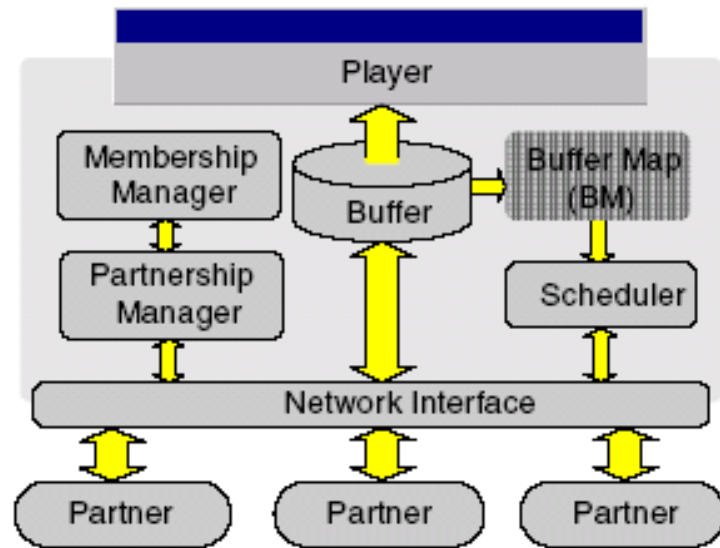 Player
Membership
Manager
Buffer
Buffer Map
(BM)
Partnership
Manager
Scheduler
Network Interface
Partner
Partner
Partner